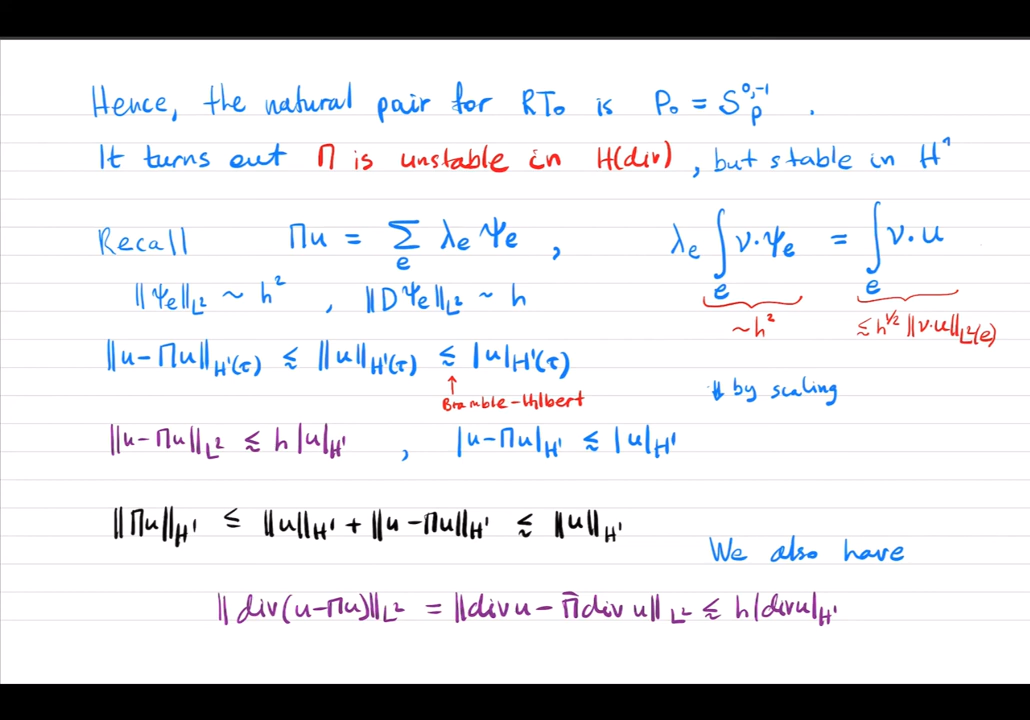 Hence, the natural pair for RT₀ is P₀ = S_p^{0,-1} .
It turns out Π is unstable in H(div), but stable in H¹
Recall Πu = Σ_e λ_e Ψ_e , λ_e ∫_e ν·Ψ_e = ∫_e ν·u
‖Ψ_e‖_{L²} ~ h² , ‖DΨ_e‖_{L²} ~ h
~h² ≲ h^{1/2} ‖ν·u‖_{L²(e)}
‖u-Πu‖_{H¹(τ)} ≲ ‖u‖_{H¹(τ)} ≲ |u|_{H¹(τ)}
↑
Bramble-Hilbert
⇓ by scaling
‖u-Πu‖_{L²} ≲ h|u|_{H¹} , |u-Πu|_{H¹} ≲ |u|_{H¹}
‖Πu‖_{H¹} ≤ ‖u‖_{H¹} + ‖u-Πu‖_{H¹} ≲ ‖u‖_{H¹}
We also have
‖div(u-Πu)‖_{L²} = ‖div u - Π̄ div u‖_{L²} ≲ h|div u|_{H¹}